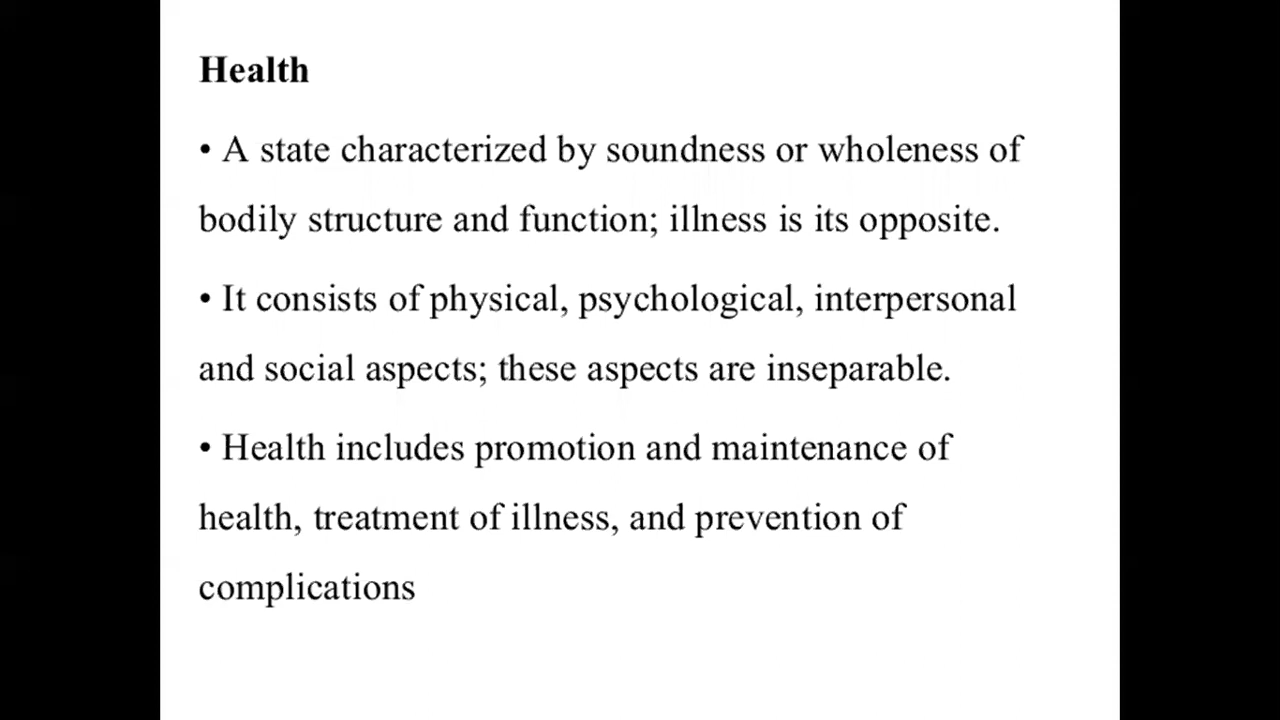 Health
• A state characterized by soundness or wholeness of
bodily structure and function; illness is its opposite.
• It consists of physical, psychological, interpersonal
and social aspects; these aspects are inseparable.
• Health includes promotion and maintenance of
health, treatment of illness, and prevention of
complications